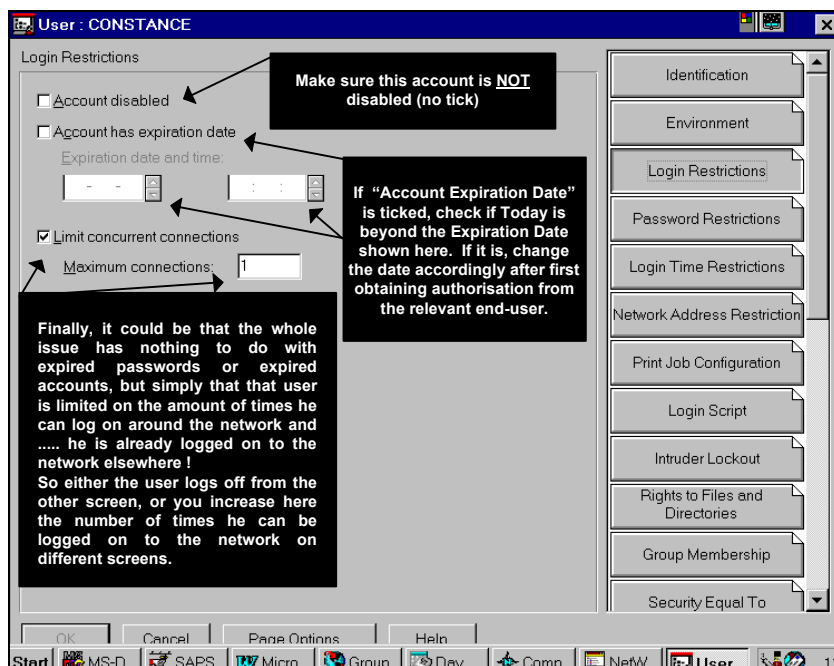 User : CONSTANCE
Login Restrictions
Make sure this account is NOT
disabled (no tick)
Account disabled
Account has expiration date
Expiration date and time:
- -
: :
If “Account Expiration Date”
is ticked, check if Today is
beyond the Expiration Date
shown here. If it is, change
the date accordingly after first
obtaining authorisation from
the relevant end-user.
Limit concurrent connections
Maximum connections:
1
Finally, it could be that the whole
issue has nothing to do with
expired passwords or expired
accounts, but simply that that user
is limited on the amount of times he
can log on around the network and
..... he is already logged on to the
network elsewhere !
So either the user logs off from the
other screen, or you increase here
the number of times he can be
logged on to the network on
different screens.
Identification
Environment
Login Restrictions
Password Restrictions
Login Time Restrictions
Network Address Restriction
Print Job Configuration
Login Script
Intruder Lockout
Rights to Files and
Directories
Group Membership
Security Equal To
OK Cancel Page Options Help
Start MS-D SAPS Micro Group Day Comp NetW User